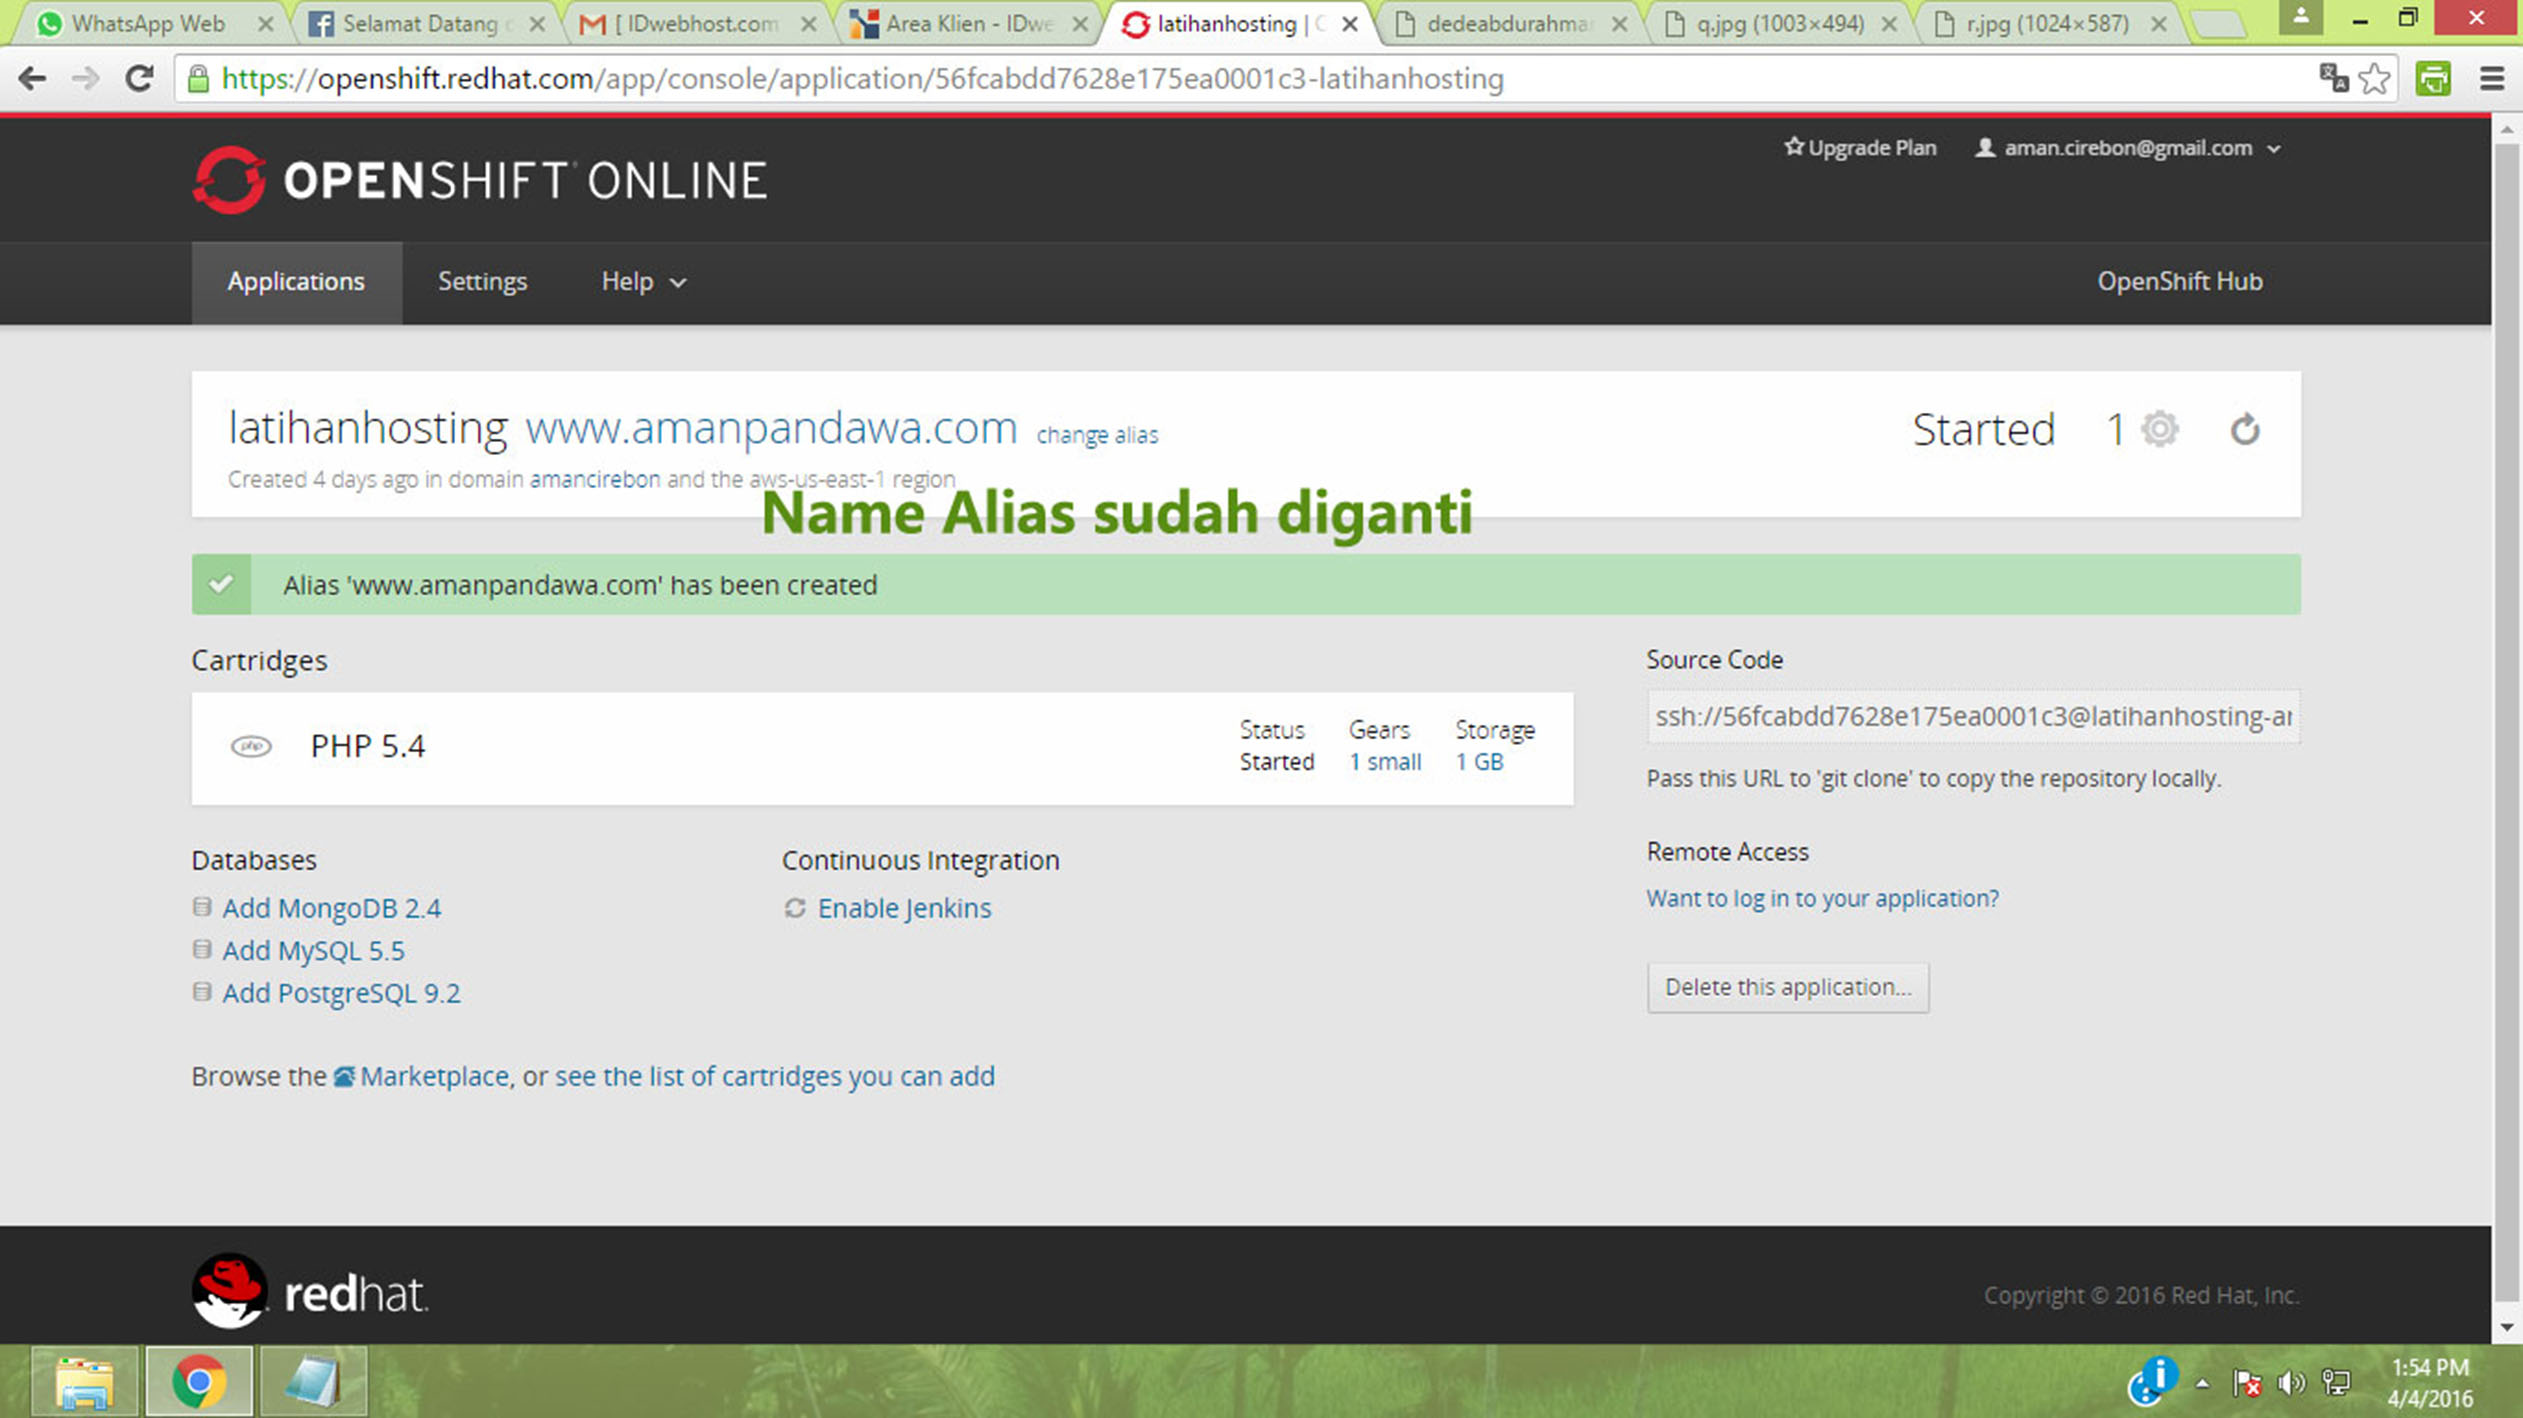 WhatsApp Web
Selamat Datang
[ IDwebhost.com
Area Klien - IDwe
latihanhosting | C
dedeabdurahma
q.jpg (1003×494)
r.jpg (1024×587)
https://openshift.redhat.com/app/console/application/56fcabdd7628e175ea0001c3-latihanhosting
OPENSHIFT ONLINE
Upgrade Plan
aman.cirebon@gmail.com
Applications
Settings
Help
OpenShift Hub
latihanhosting www.amanpandawa.com change alias
Started 1
Created 4 days ago in domain amancirebon and the aws-us-east-1 region
Name Alias sudah diganti
Alias 'www.amanpandawa.com' has been created
Cartridges
php
PHP 5.4
Status Gears Storage
Started 1 small 1 GB
Source Code
ssh://56fcabdd7628e175ea0001c3@latihanhosting-a
Pass this URL to 'git clone' to copy the repository locally.
Remote Access
Want to log in to your application?
Delete this application...
Databases
Add MongoDB 2.4
Add MySQL 5.5
Add PostgreSQL 9.2
Continuous Integration
Enable Jenkins
Browse the Marketplace, or see the list of cartridges you can add
redhat.
Copyright © 2016 Red Hat, Inc.
1:54 PM
4/4/2016